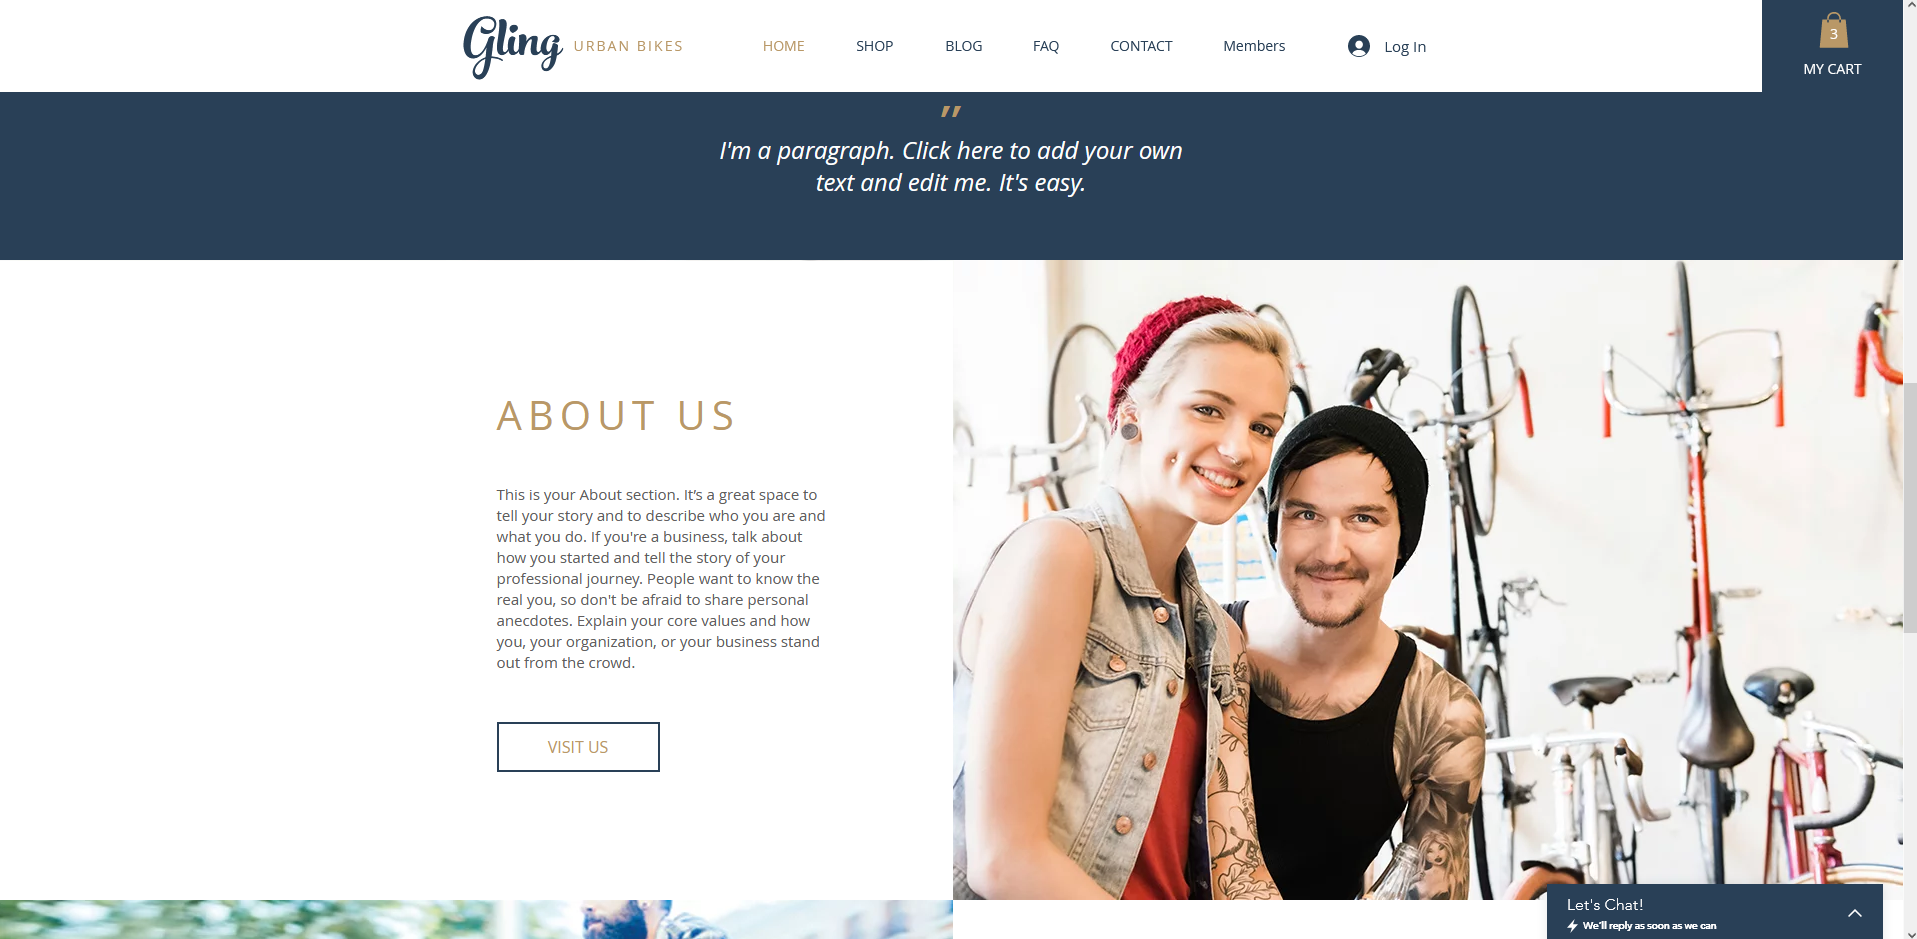 Gling URBAN BIKES
HOME SHOP BLOG FAQ CONTACT Members Log In
3
MY CART
"
I'm a paragraph. Click here to add your own
text and edit me. It's easy.
ABOUT US
This is your About section. It’s a great space to
tell your story and to describe who you are and
what you do. If you're a business, talk about
how you started and tell the story of your
professional journey. People want to know the
real you, so don't be afraid to share personal
anecdotes. Explain your core values and how
you, your organization, or your business stand
out from the crowd.
VISIT US
Let's Chat!
We'll reply as soon as we can